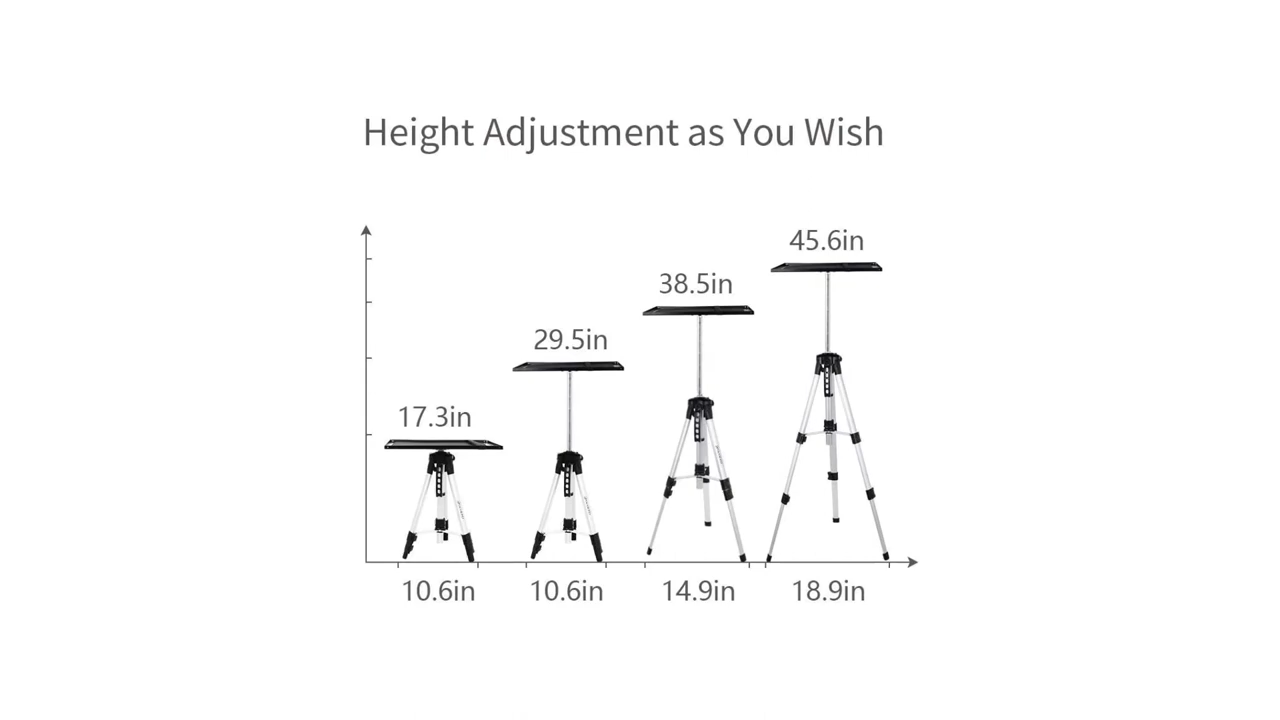 Height Adjustment as You Wish
45.6in
38.5in
29.5in
17.3in
10.6in 10.6in 14.9in 18.9in